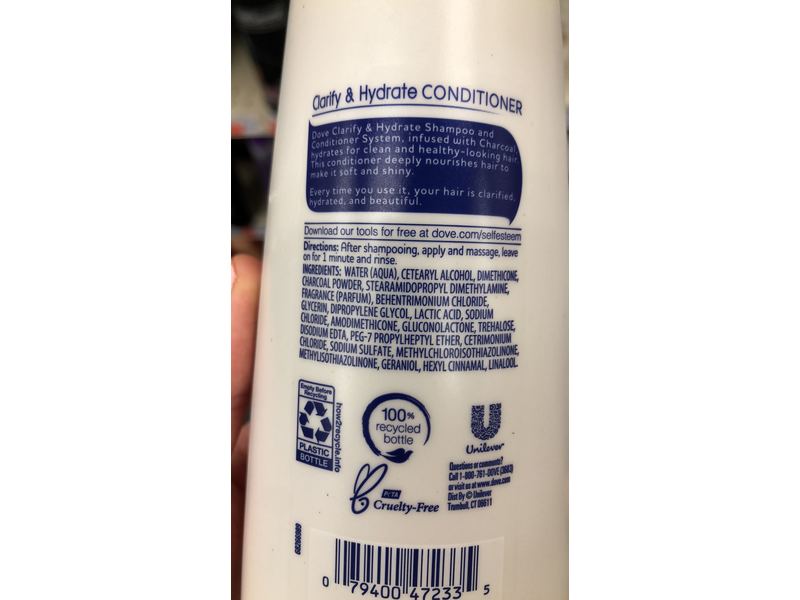 Clarify & Hydrate CONDITIONER
Dove Clarify & Hydrate Shampoo and
Conditioner System, infused with Charcoal,
hydrates for clean and healthy-looking hair.
This conditioner deeply nourishes hair to
make it soft and shiny.
Every time you use it, your hair is clarified,
hydrated, and beautiful.
Download our tools for free at dove.com/selfesteem
Directions: After shampooing, apply and massage, leave
on for 1 minute and rinse.
INGREDIENTS: WATER (AQUA), CETEARYL ALCOHOL, DIMETHICONE,
CHARCOAL POWDER, STEARAMIDOPROPYL DIMETHYLAMINE,
FRAGRANCE (PARFUM), BEHENTRIMONIUM CHLORIDE,
GLYCERIN, DIPROPYLENE GLYCOL, LACTIC ACID, SODIUM
CHLORIDE, AMODIMETHICONE, GLUCONOLACTONE, TREHALOSE,
DISODIUM EDTA, PEG-7 PROPYLHEPTYL ETHER, CETRIMONIUM
CHLORIDE, SODIUM SULFATE, METHYLCHLOROISOTHIAZOLINONE,
METHYLISOTHIAZOLINONE, GERANIOL, HEXYL CINNAMAL, LINALOOL.
Empty Before
Recycling
PLASTIC
BOTTLE
how2recycle.info
100%
recycled
bottle
Unilever
Questions or comments?
Call 1-800-761-DOVE (3683)
or visit us at www.dove.com
Dist By © Unilever
Trumbull, CT 06611
PETA
Cruelty-Free
0 79400 47233 5